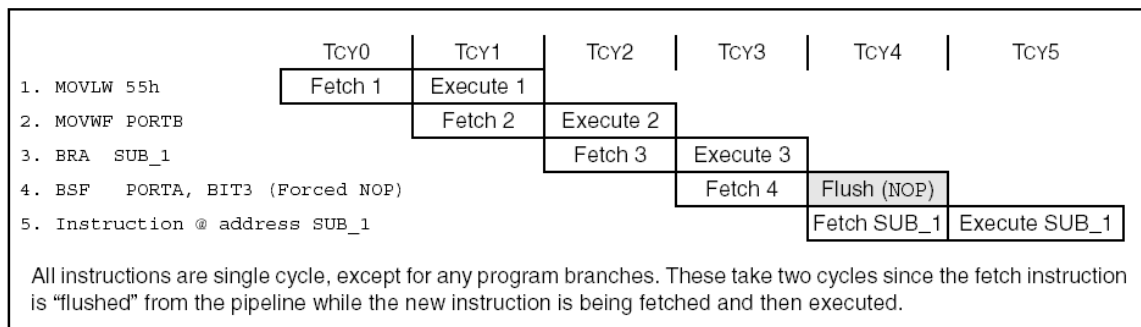 TCY0 TCY1 TCY2 TCY3 TCY4 TCY5
1. MOVLW 55h Fetch 1 Execute 1
2. MOVWF PORTB Fetch 2 Execute 2
3. BRA SUB_1 Fetch 3 Execute 3
4. BSF PORTA, BIT3 (Forced NOP) Fetch 4 Flush (NOP)
5. Instruction @ address SUB_1 Fetch SUB_1 Execute SUB_1
All instructions are single cycle, except for any program branches. These take two cycles since the fetch instruction
is “flushed” from the pipeline while the new instruction is being fetched and then executed.